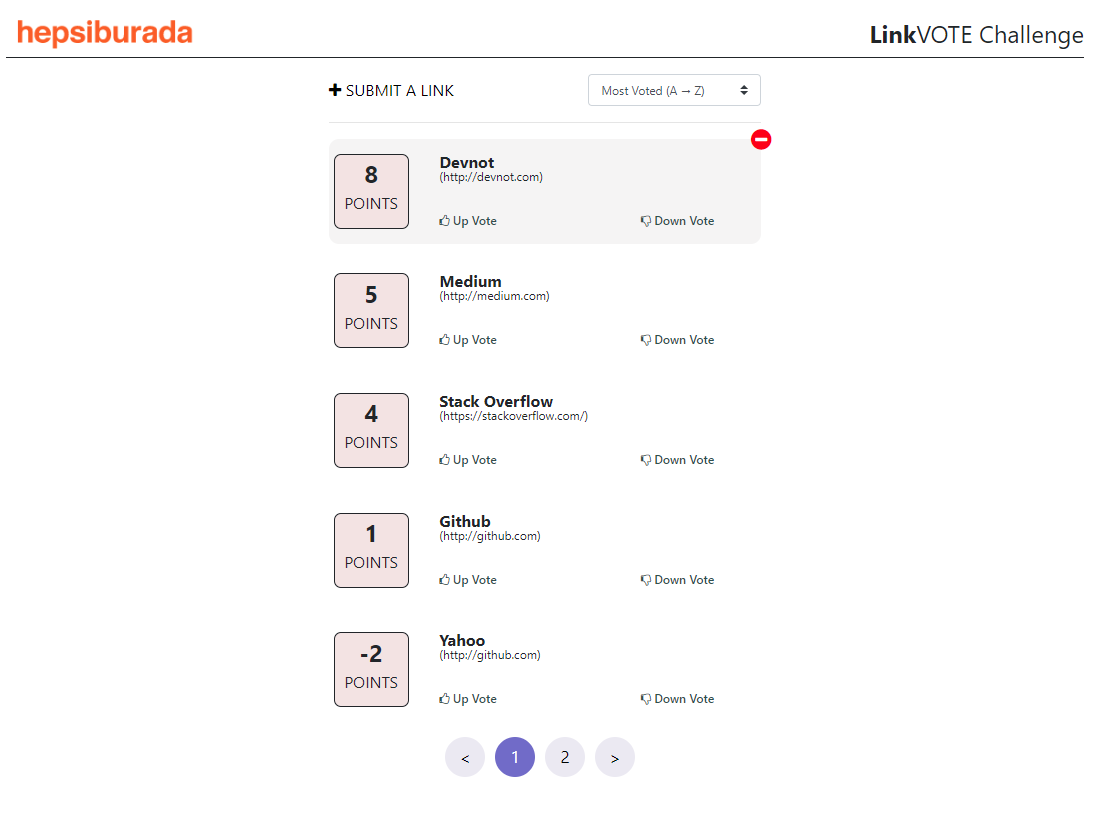 hepsiburada
LinkVOTE Challenge
SUBMIT A LINK
Most Voted (A → Z)
8
POINTS
Devnot
(http://devnot.com)
Up Vote
Down Vote
5
POINTS
Medium
(http://medium.com)
Up Vote
Down Vote
4
POINTS
Stack Overflow
(https://stackoverflow.com/)
Up Vote
Down Vote
1
POINTS
Github
(http://github.com)
Up Vote
Down Vote
-2
POINTS
Yahoo
(http://github.com)
Up Vote
Down Vote
< 1 2 >